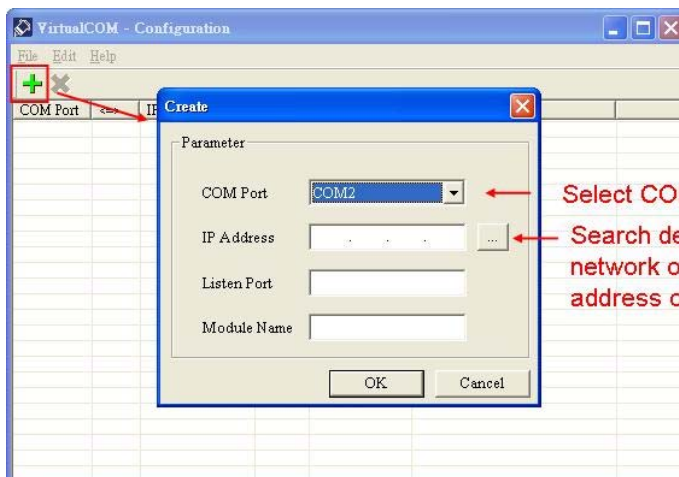 VirtualCOM - Configuration
File Edit Help
COM Port <=> IP
Create
Parameter
COM Port COM2
Select CO
IP Address . . . ...
Search de
network o
address o
Listen Port
Module Name
OK Cancel